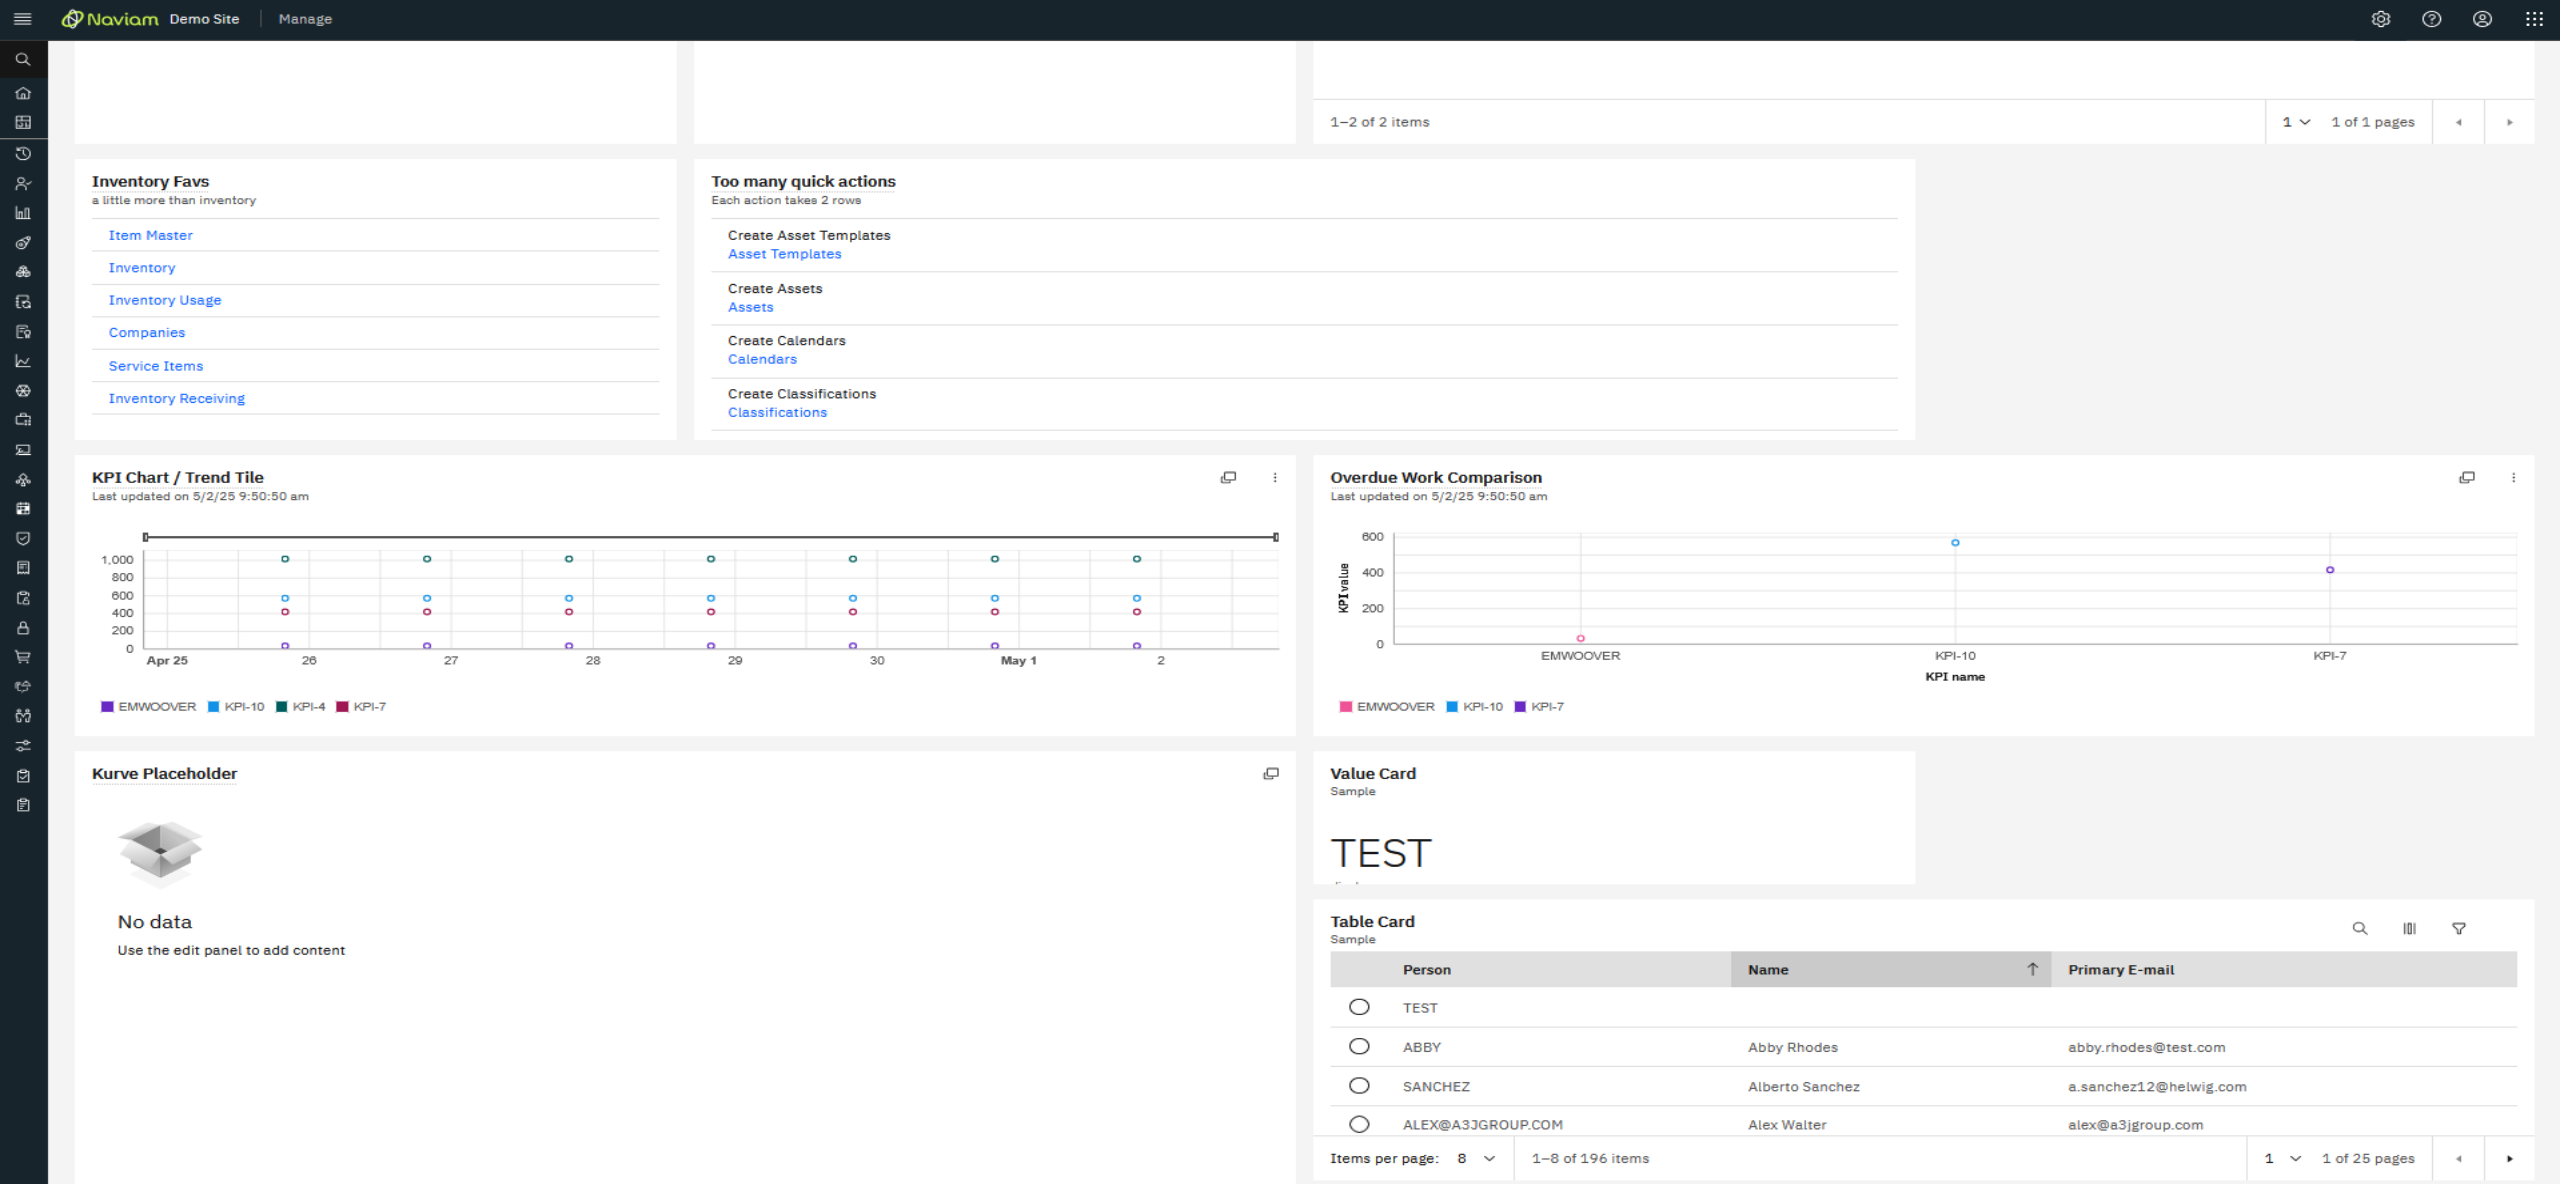 Naviam Demo Site Manage
1–2 of 2 items 1 1 of 1 pages
Inventory Favs
a little more than inventory
Item Master
Inventory
Inventory Usage
Companies
Service Items
Inventory Receiving
Too many quick actions
Each action takes 2 rows
Create Asset Templates
Asset Templates
Create Assets
Assets
Create Calendars
Calendars
Create Classifications
Classifications
KPI Chart / Trend Tile
Last updated on 5/2/25 9:50:50 am
1,000
800
600
400
200
0
Apr 25 26 27 28 29 30 May 1 2
EMWOOVER KPI-10 KPI-4 KPI-7
Overdue Work Comparison
Last updated on 5/2/25 9:50:50 am
KPI value
600
400
200
0
EMWOOVER KPI-10 KPI-7
KPI name
EMWOOVER KPI-10 KPI-7
Kurve Placeholder
No data
Use the edit panel to add content
Value Card
Sample
TEST
Table Card
Sample
Person Name Primary E-mail
TEST
ABBY Abby Rhodes abby.rhodes@test.com
SANCHEZ Alberto Sanchez a.sanchez12@helwig.com
ALEX@A3JGROUP.COM Alex Walter alex@a3jgroup.com
Items per page: 8 1–8 of 196 items 1 1 of 25 pages